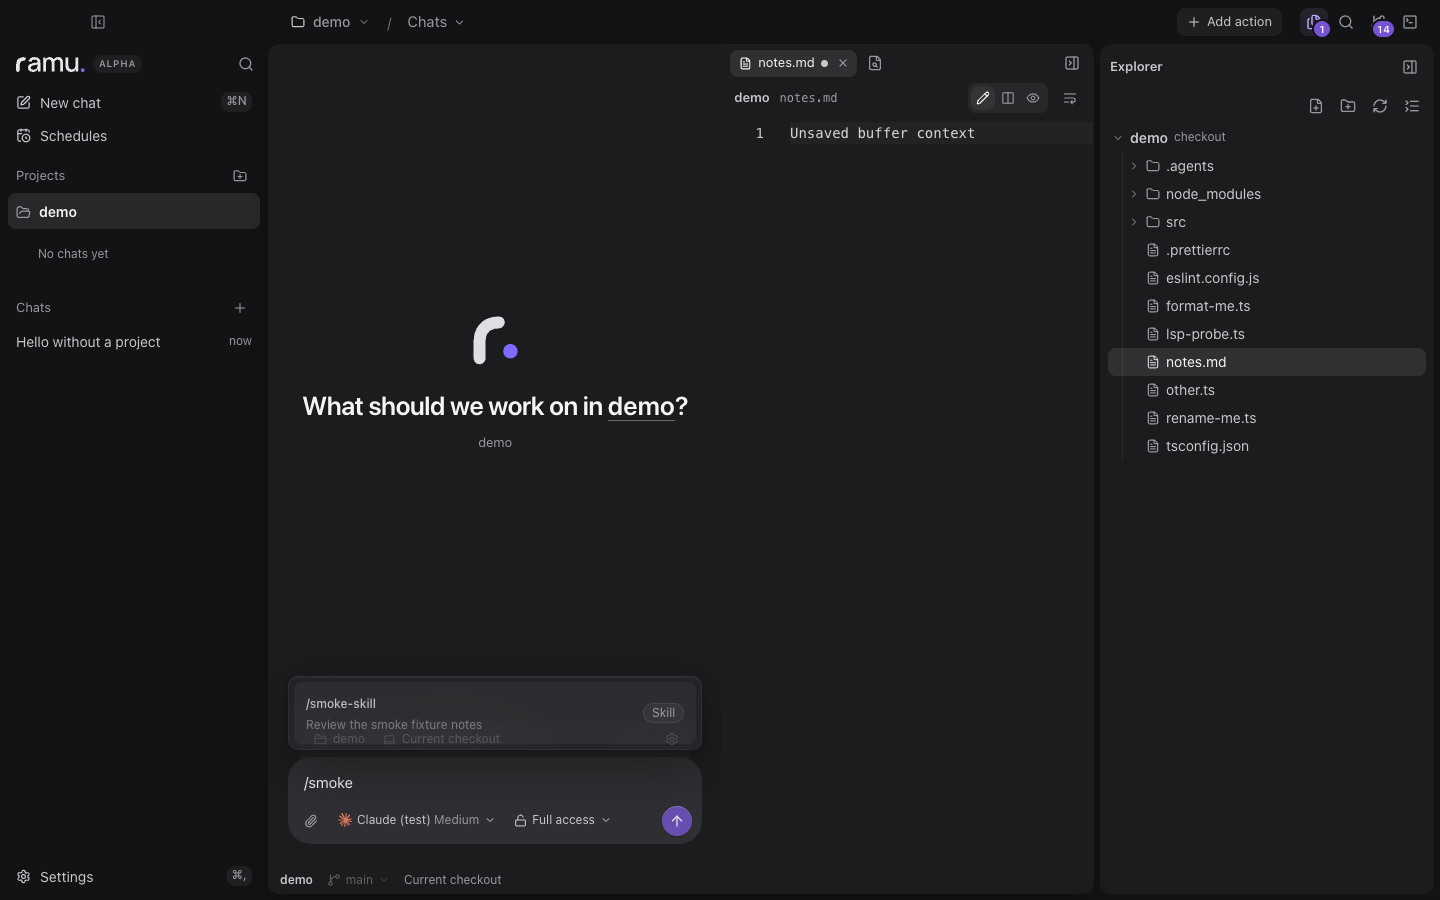 demo / Chats
Add action
1
14
ramu. ALPHA
New chat ⌘N
Schedules
Projects
demo
No chats yet
Chats
Hello without a project now
Settings ⌘,
What should we work on in demo?
demo
/smoke-skill
Review the smoke fixture notes
Skill
demo Current checkout
/smoke
Claude (test) Medium Full access
demo main Current checkout
notes.md
demo notes.md
1 Unsaved buffer context
Explorer
demo checkout
.agents
node_modules
src
.prettierrc
eslint.config.js
format-me.ts
lsp-probe.ts
notes.md
other.ts
rename-me.ts
tsconfig.json